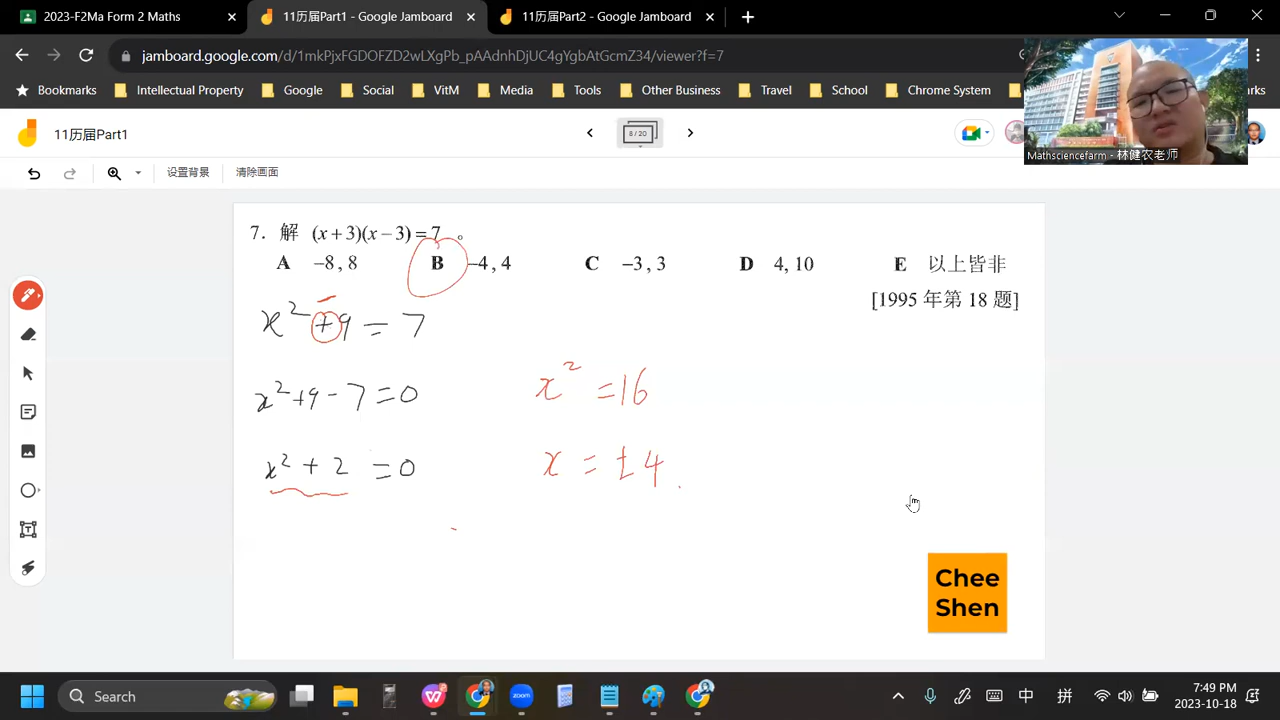 2023-F2Ma Form 2 Maths
11历届Part1 - Google Jamboard
11历届Part2 - Google Jamboard
jamboard.google.com/d/
/viewer?f=7
Bookmarks
Intellectual Property
Google
Social
VitM
Media
Tools
Other Business
Travel
School
Chrome System
Mathsciencefarm - 林健农老师
11历届Part1
8 / 20
设置背景
清除画面
7. 解 (x + 3)(x − 3) = 7 。
A −8, 8
B −4, 4
C −3, 3
D 4, 10
E 以上皆非
[1995 年第 18 题]
x² + 9 = 7
x² + 9 − 7 = 0
x² + 2 = 0
x² = 16
x = ±4
Chee
Shen
Search
zoom
中
拼
7:49 PM
2023-10-18